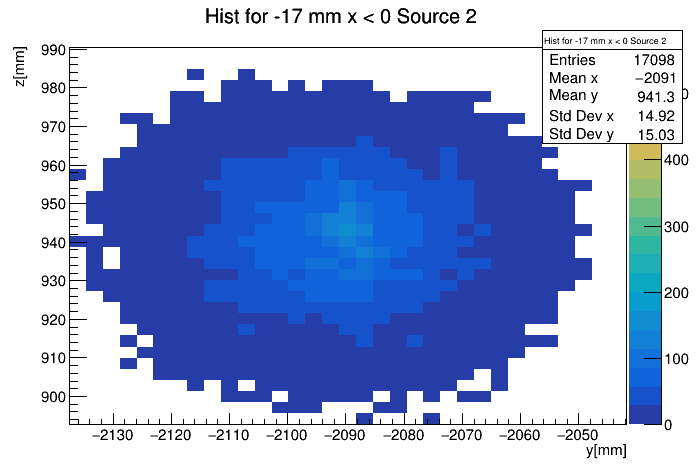 Hist for -17 mm x < 0 Source 2
z[mm]
990
980
970
960
950
940
930
920
910
900
−2130
−2120
−2110
−2100
−2090
−2080
−2070
−2060
−2050
y[mm]
Hist for -17 mm x < 0 Source 2
Entries 17098
Mean x −2091
Mean y 941.3
Std Dev x 14.92
Std Dev y 15.03
0
400
300
200
100
0